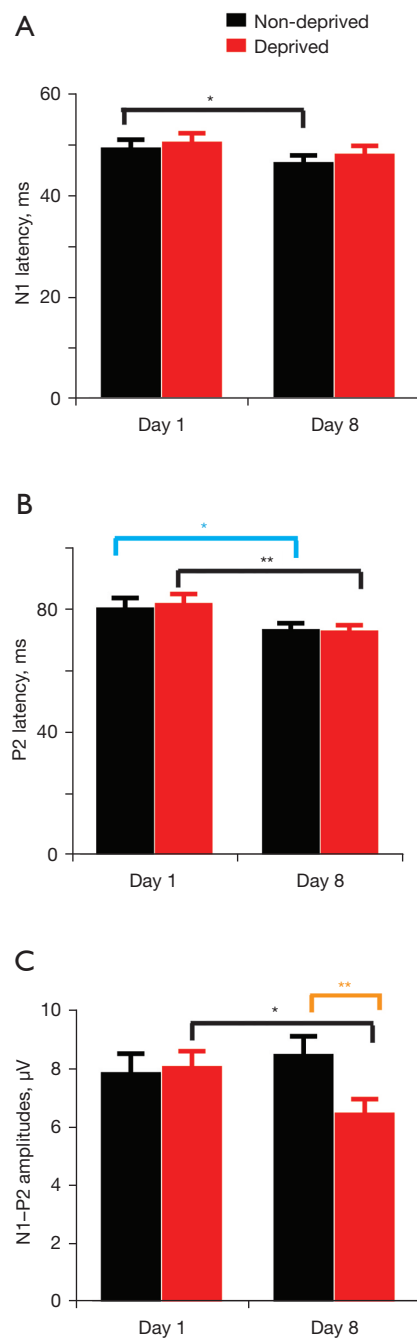 A
Non-deprived
Deprived
N1 latency, ms
60
40
20
0
*
Day 1
Day 8
B
P2 latency, ms
80
40
0
*
**
Day 1
Day 8
C
N1–P2 amplitudes, μV
10
8
6
4
2
0
*
**
Day 1
Day 8